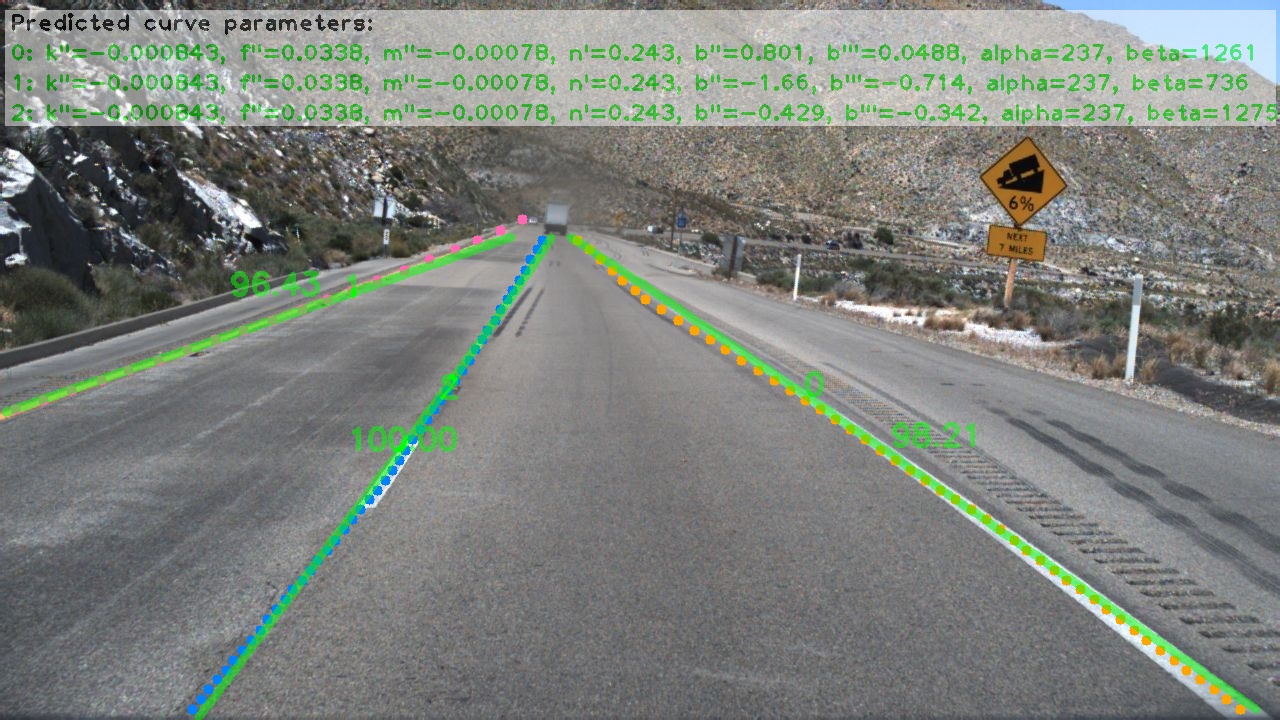 Predicted curve parameters:
0: k''=-0.000843, f''=0.0338, m''=-0.00078, n'=0.243, b''=0.801, b'''=0.0488, alpha=237, beta=1261
1: k''=-0.000843, f''=0.0338, m''=-0.00078, n'=0.243, b''=-1.66, b'''=-0.714, alpha=237, beta=736
2: k''=-0.000843, f''=0.0338, m''=-0.00078, n'=0.243, b''=-0.429, b'''=-0.342, alpha=237, beta=1275
6%
NEXT
7 MILES
96.43 1
2
0
100.00
98.21